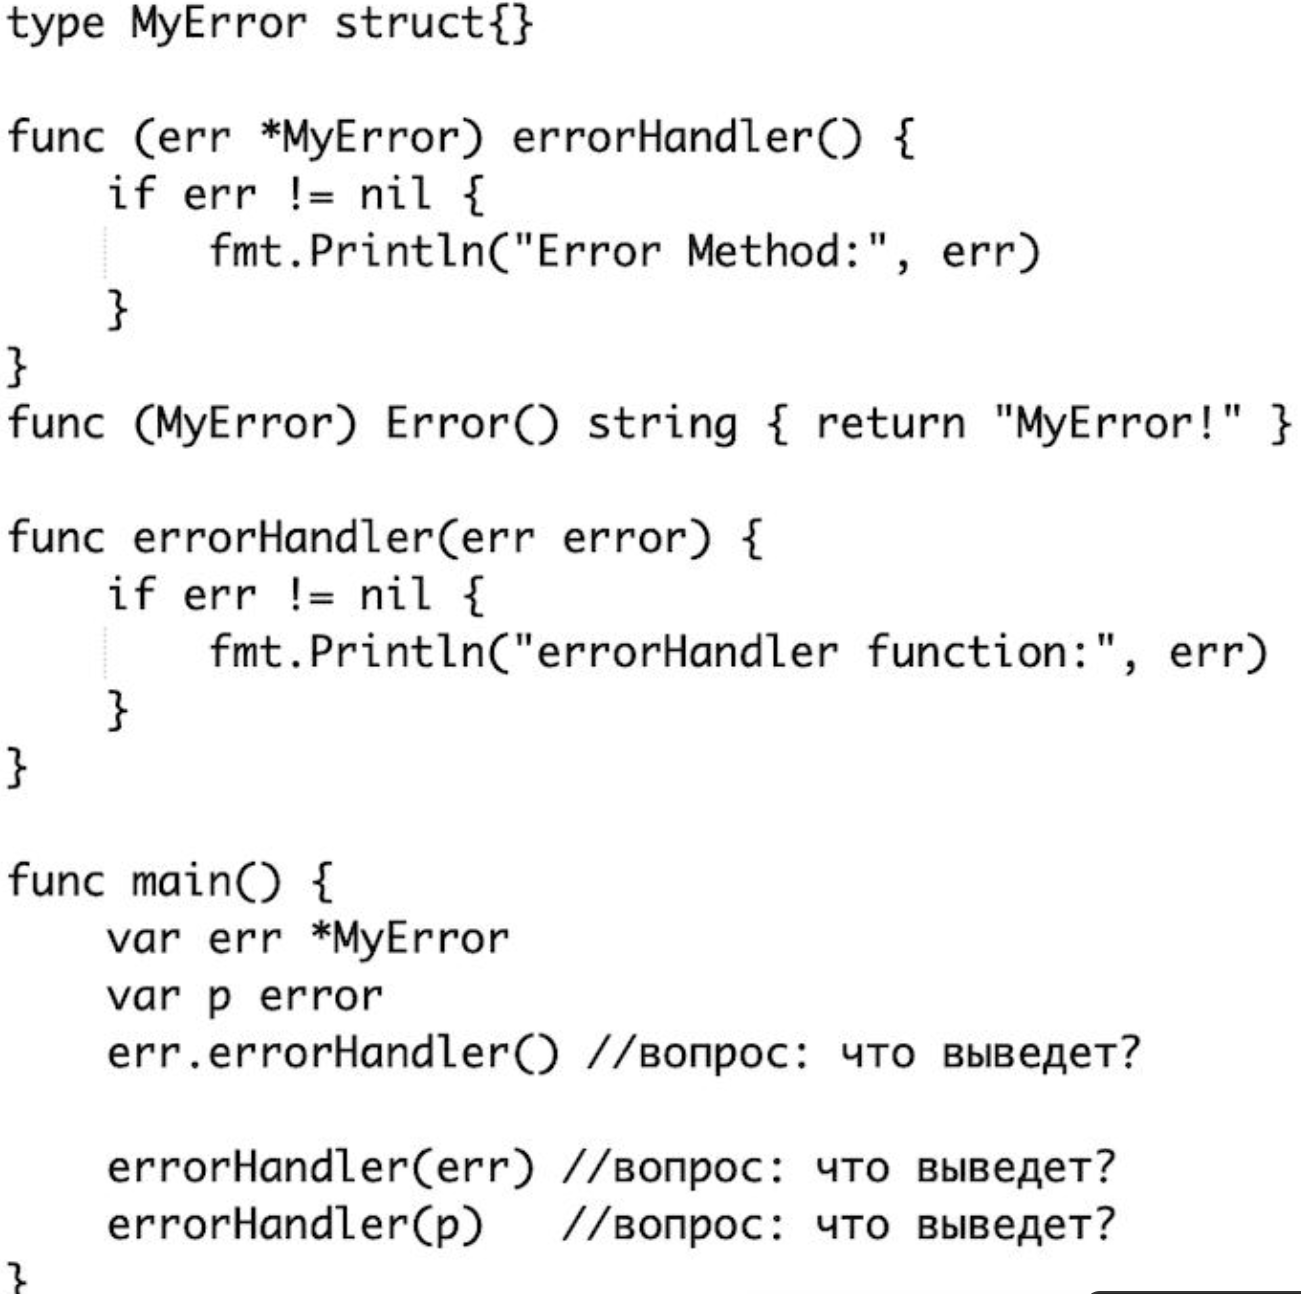 type MyError struct{}
func (err *MyError) errorHandler() {
if err != nil {
fmt.Println("Error Method:", err)
}
}
func (MyError) Error() string { return "MyError!" }
func errorHandler(err error) {
if err != nil {
fmt.Println("errorHandler function:", err)
}
}
func main() {
var err *MyError
var p error
err.errorHandler() //вопрос: что выведет?
errorHandler(err) //вопрос: что выведет?
errorHandler(p) //вопрос: что выведет?
}